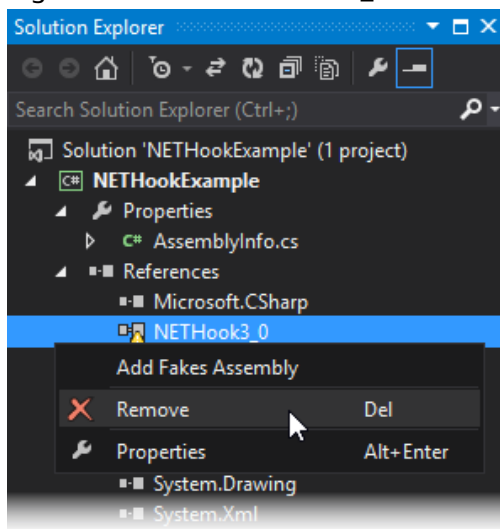 Solution Explorer
Search Solution Explorer (Ctrl+;)
Solution 'NETHookExample' (1 project)
C# NETHookExample
Properties
C# AssemblyInfo.cs
References
Microsoft.CSharp
NETHook3_0
Add Fakes Assembly
Remove Del
Properties Alt+Enter
System.Drawing
System.Xml